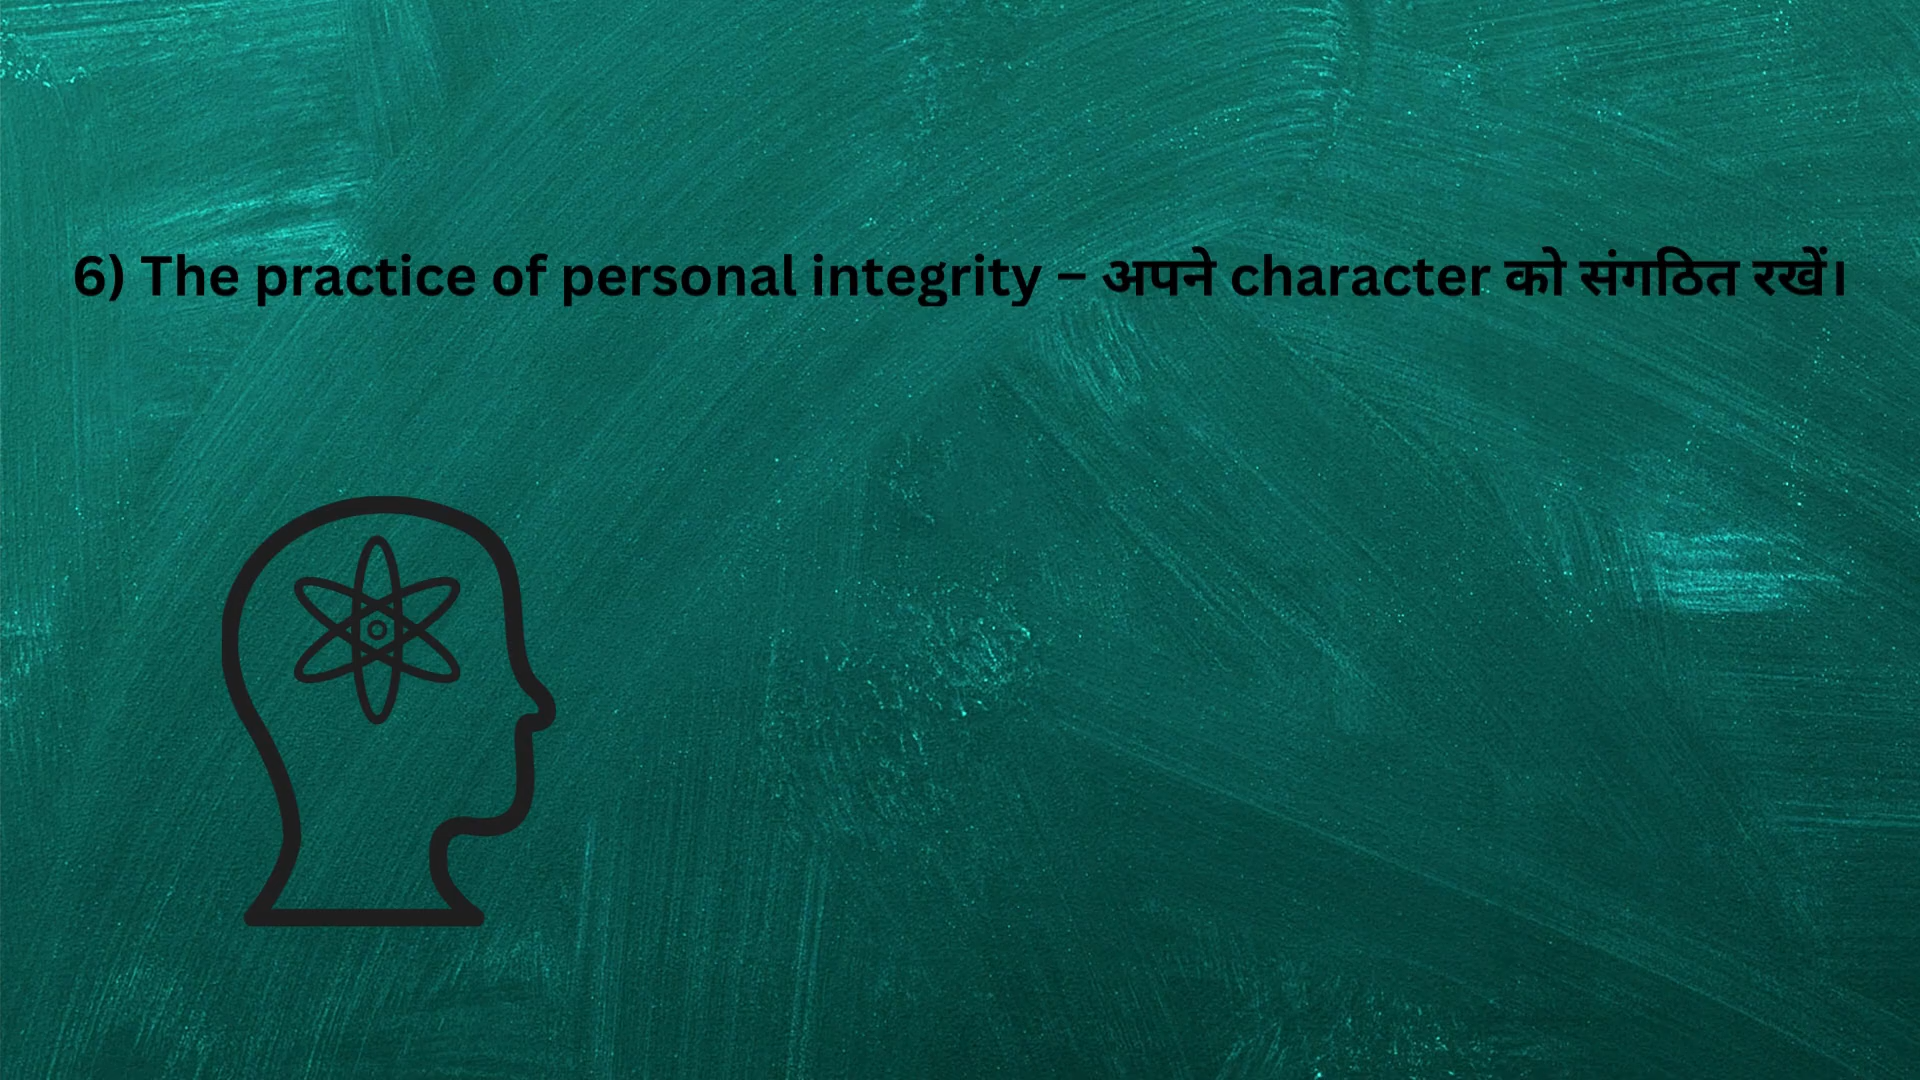 6) The practice of personal integrity – अपने character को संगठित रखें।